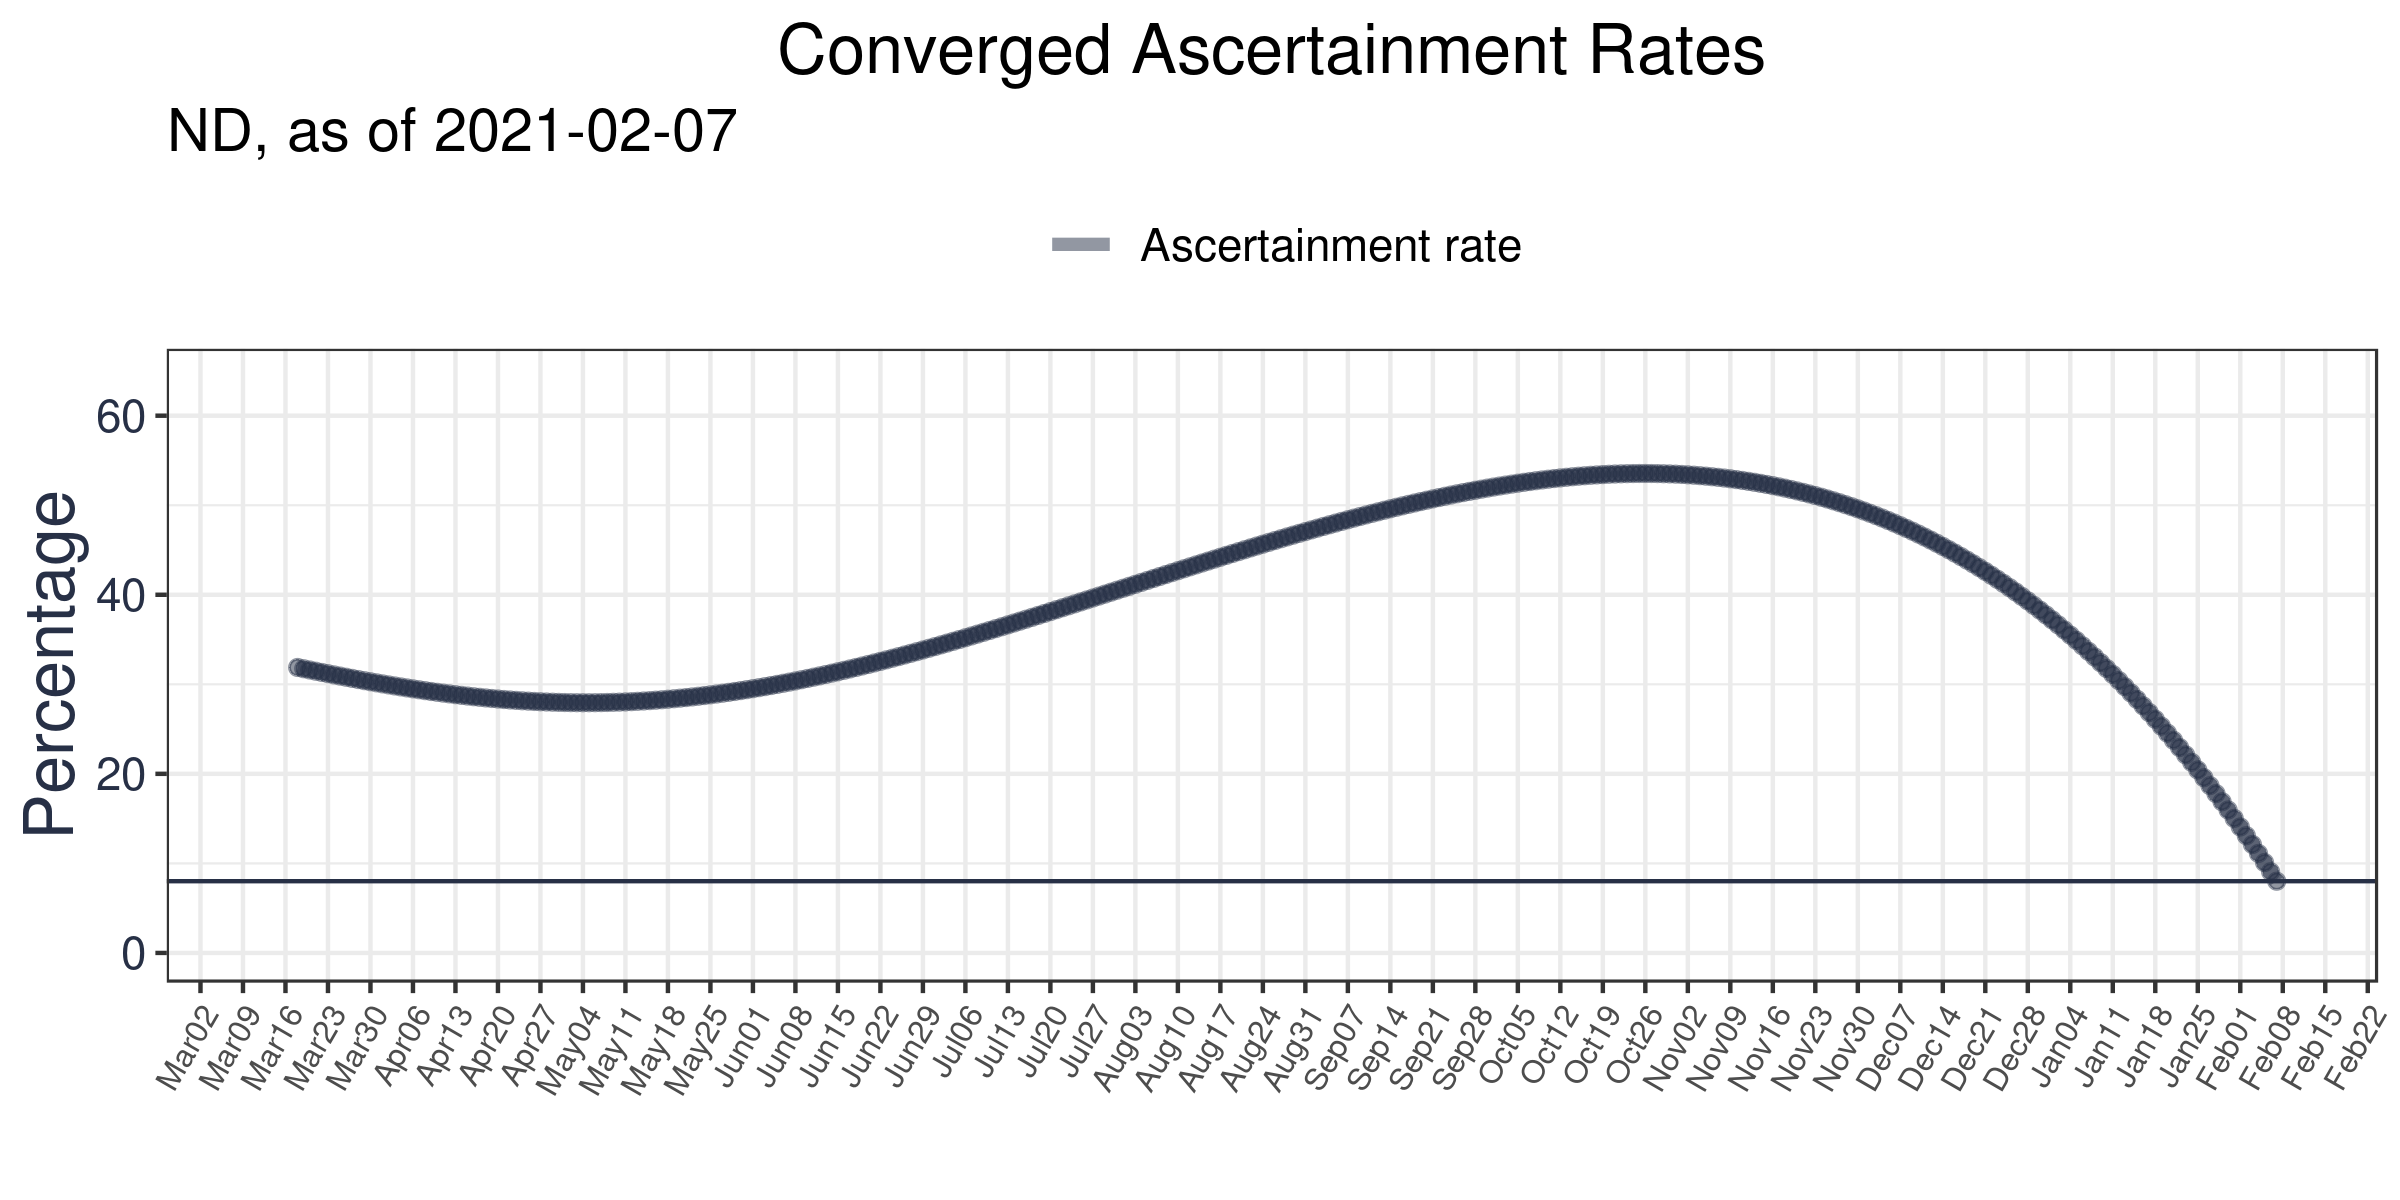 Converged Ascertainment Rates
ND, as of 2021-02-07
Ascertainment rate
Percentage
60
40
20
0
Mar02
Mar09
Mar16
Mar23
Mar30
Apr06
Apr13
Apr20
Apr27
May04
May11
May18
May25
Jun01
Jun08
Jun15
Jun22
Jun29
Jul06
Jul13
Jul20
Jul27
Aug03
Aug10
Aug17
Aug24
Aug31
Sep07
Sep14
Sep21
Sep28
Oct05
Oct12
Oct19
Oct26
Nov02
Nov09
Nov16
Nov23
Nov30
Dec07
Dec14
Dec21
Dec28
Jan04
Jan11
Jan18
Jan25
Feb01
Feb08
Feb15
Feb22